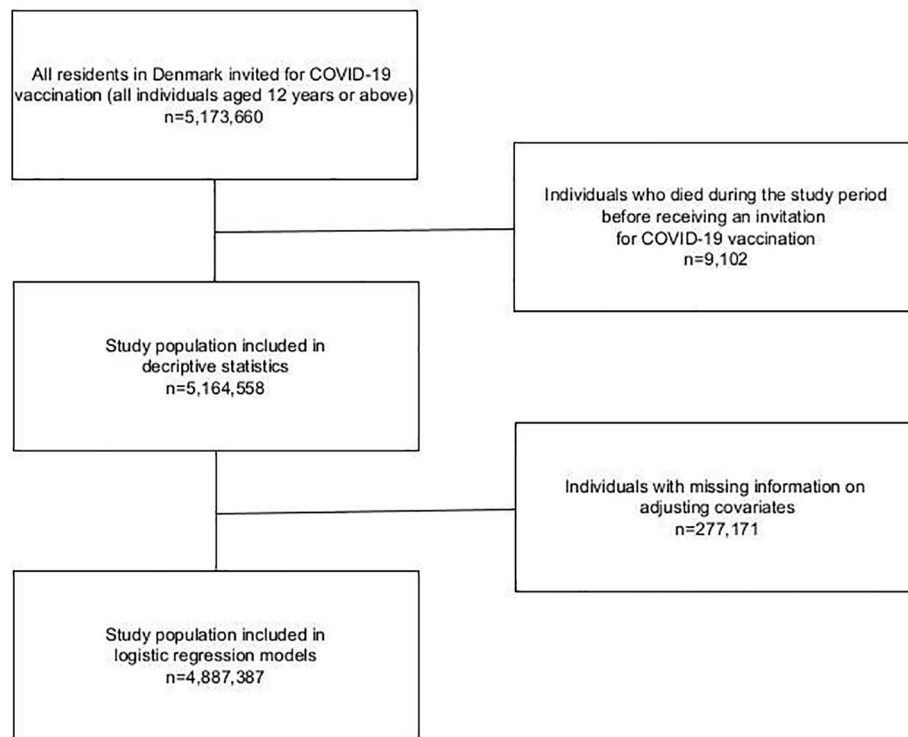 All residents in Denmark invited for COVID-19
vaccination (all individuals aged 12 years or above)
n=5,173,660
Individuals who died during the study period
before receiving an invitation
for COVID-19 vaccination
n=9,102
Study population included in
decriptive statistics
n=5,164,558
Individuals with missing information on
adjusting covariates
n=277,171
Study population included in
logistic regression models
n=4,887,387